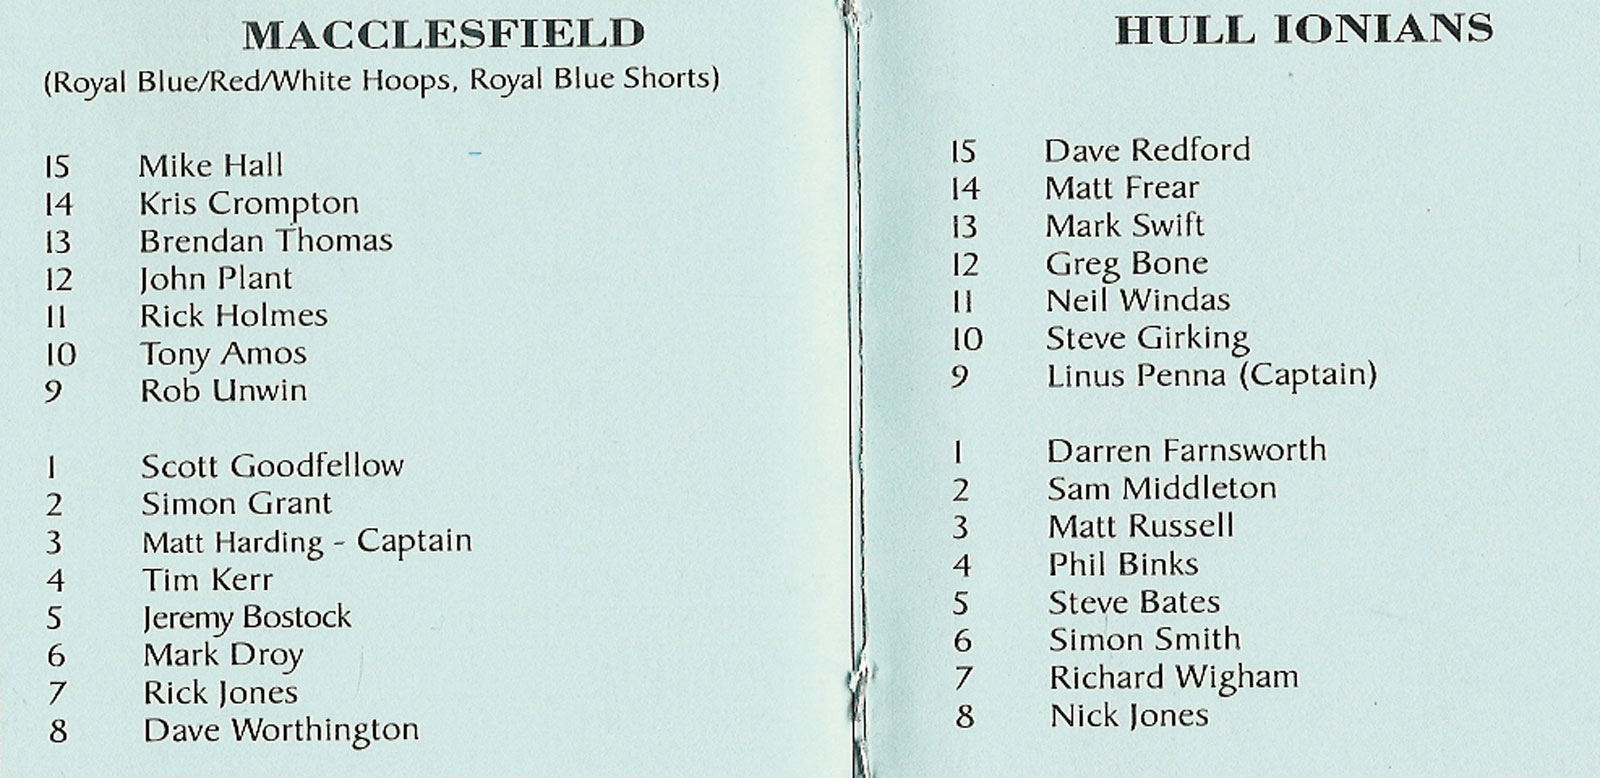 MACCLESFIELD
(Royal Blue/Red/White Hoops, Royal Blue Shorts)
15 Mike Hall
14 Kris Crompton
13 Brendan Thomas
12 John Plant
11 Rick Holmes
10 Tony Amos
9 Rob Unwin
1 Scott Goodfellow
2 Simon Grant
3 Matt Harding - Captain
4 Tim Kerr
5 Jeremy Bostock
6 Mark Droy
7 Rick Jones
8 Dave Worthington
HULL IONIANS
15 Dave Redford
14 Matt Frear
13 Mark Swift
12 Greg Bone
11 Neil Windas
10 Steve Girking
9 Linus Penna (Captain)
1 Darren Farnsworth
2 Sam Middleton
3 Matt Russell
4 Phil Binks
5 Steve Bates
6 Simon Smith
7 Richard Wigham
8 Nick Jones